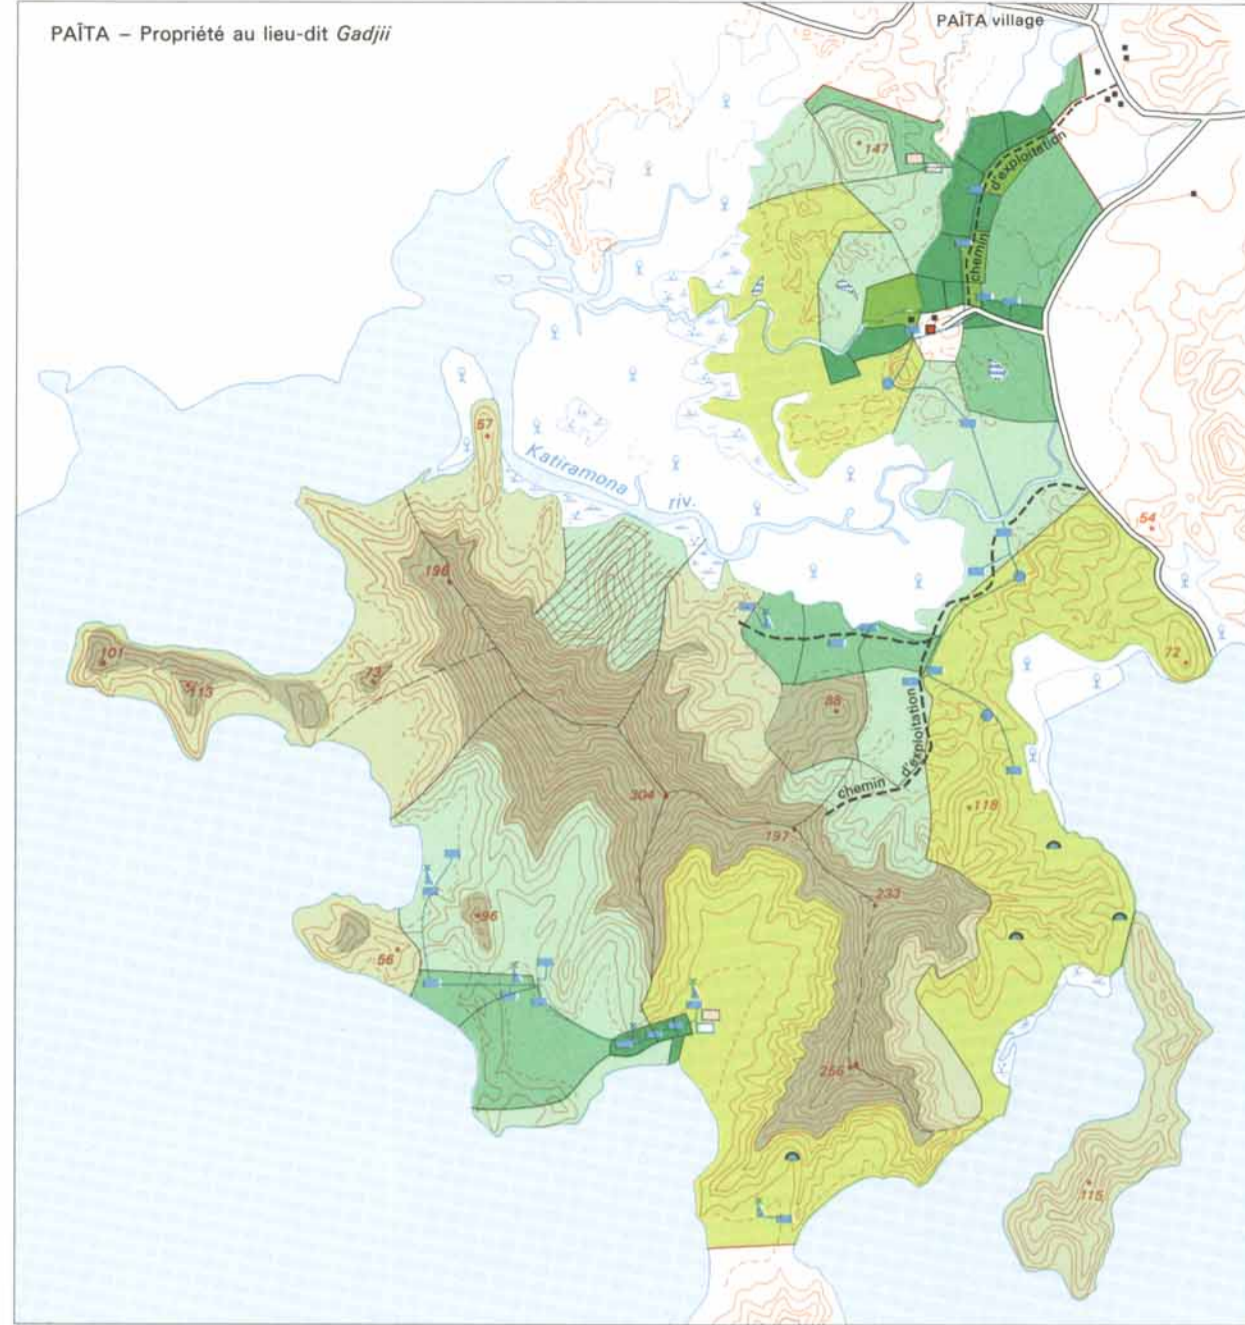 PAÏTA – Propriété au lieu-dit Gadjii
PAÏTA village
147
d'exploitation
chemin
57
Katiramona
riv.
54
198
101
113
73
72
88
d'exploitation
chemin
304
118
197
233
96
56
256
115